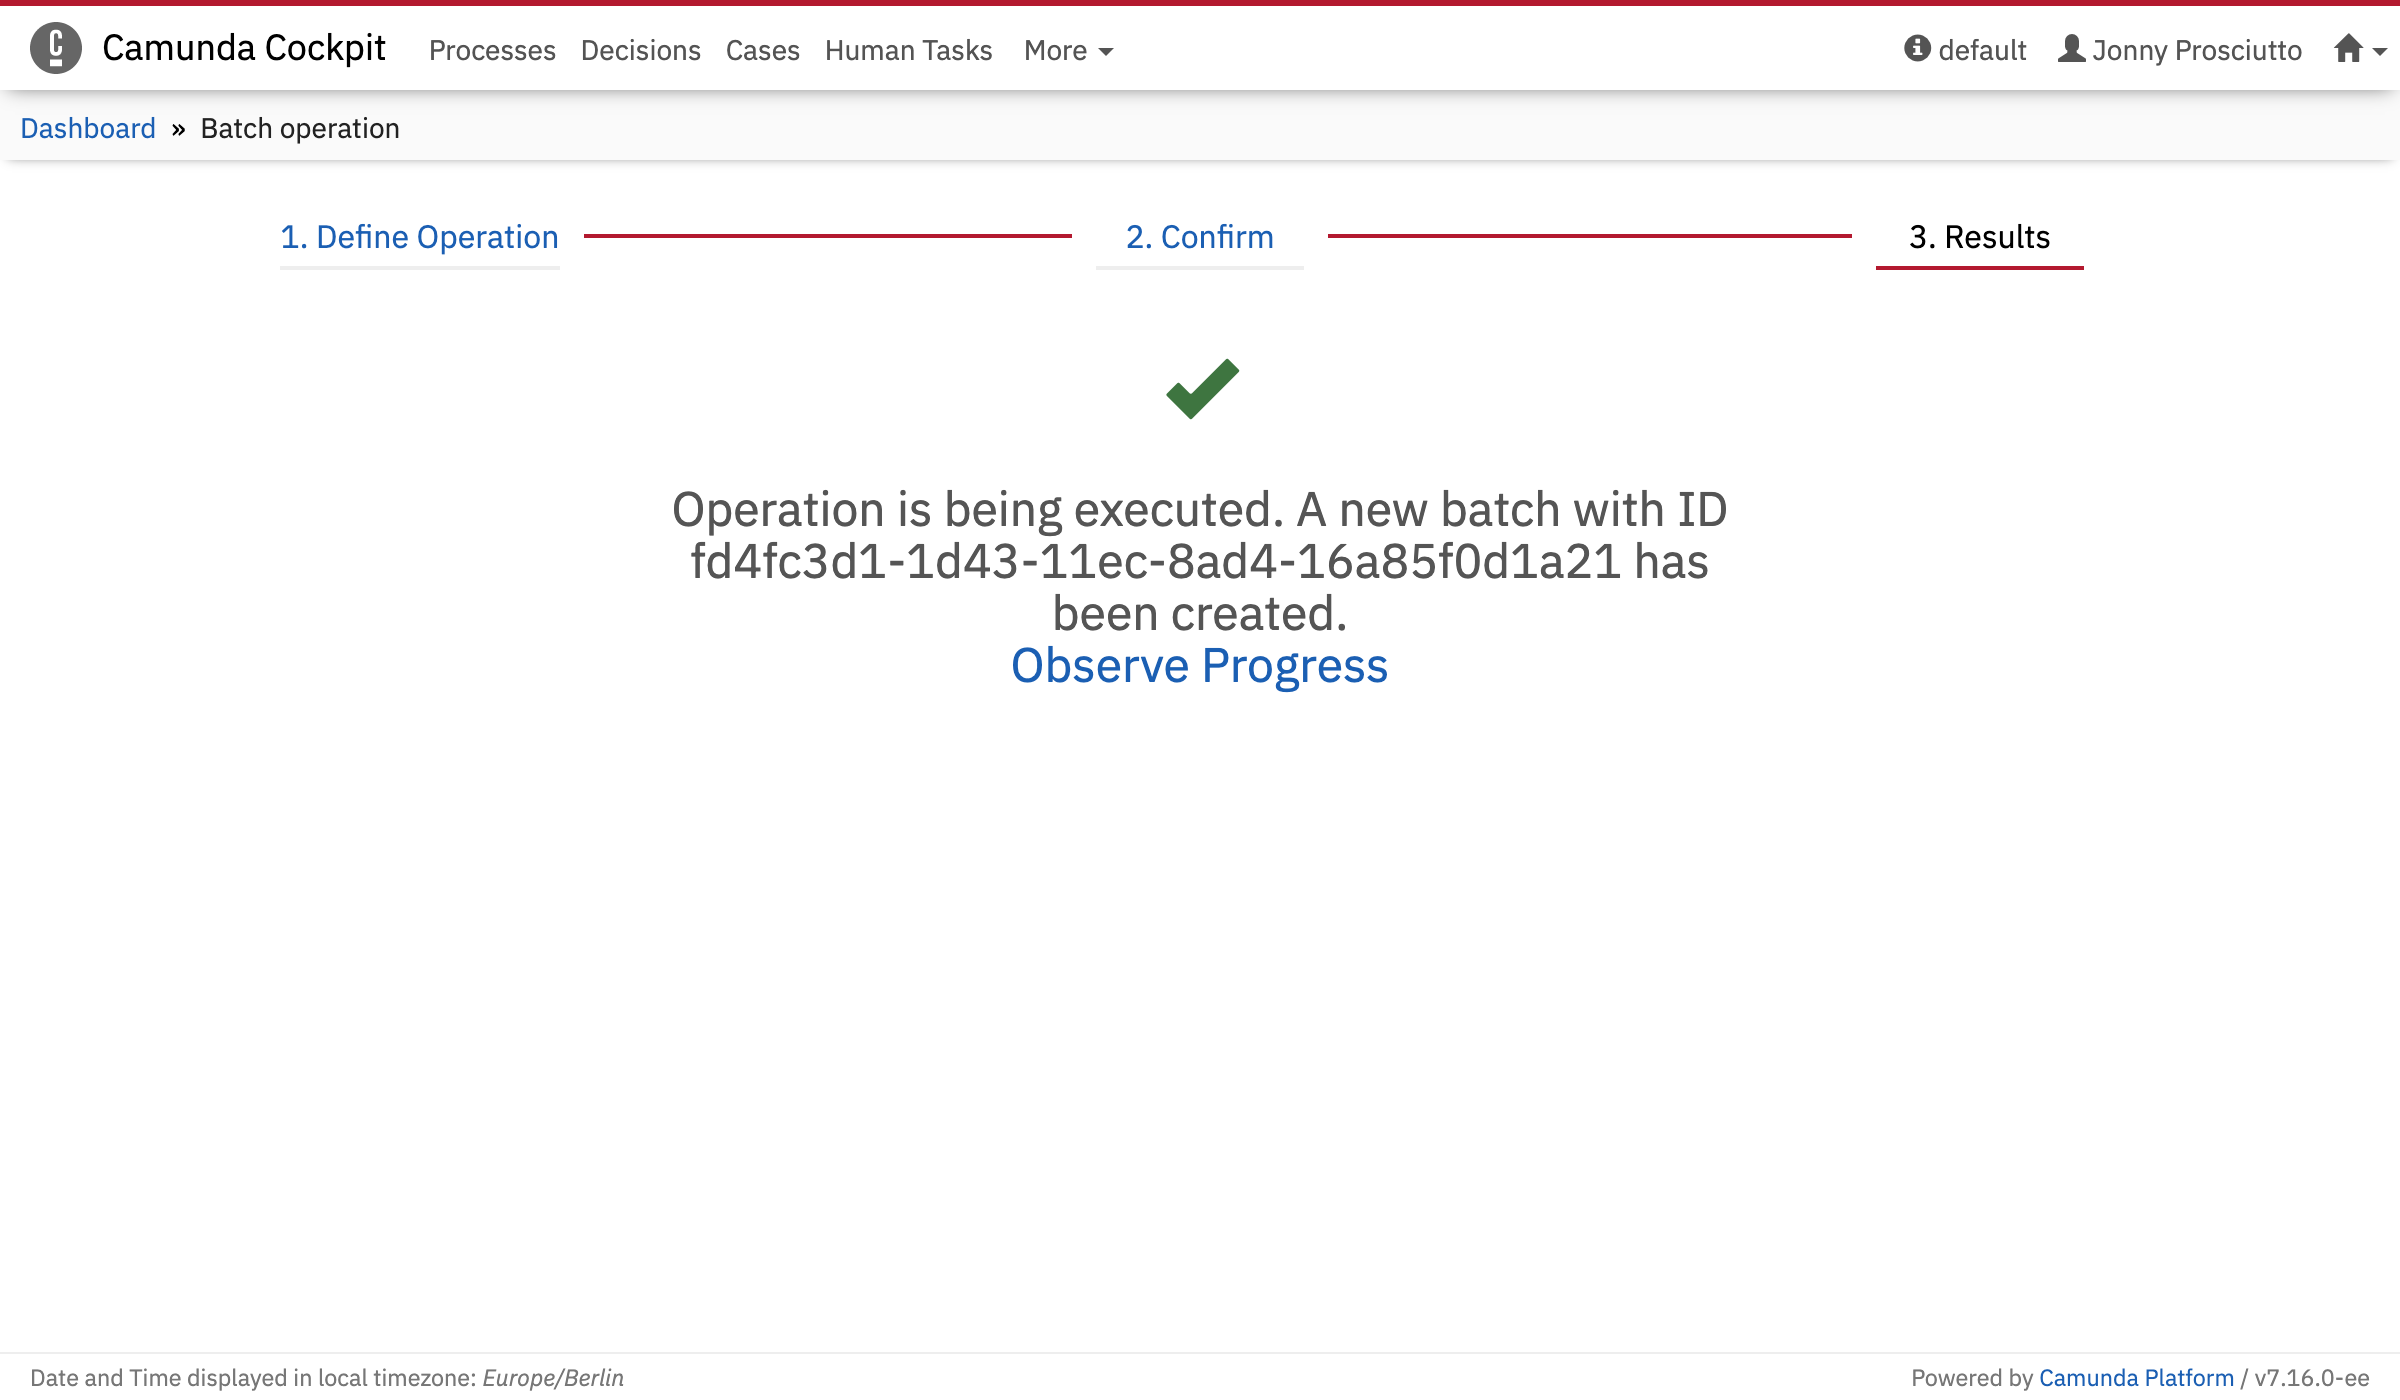 Camunda Cockpit Processes Decisions Cases Human Tasks More default Jonny Prosciutto
Dashboard » Batch operation
1. Define Operation 2. Confirm 3. Results
Operation is being executed. A new batch with ID
fd4fc3d1-1d43-11ec-8ad4-16a85f0d1a21 has
been created.
Observe Progress
Date and Time displayed in local timezone: Europe/Berlin Powered by Camunda Platform / v7.16.0-ee